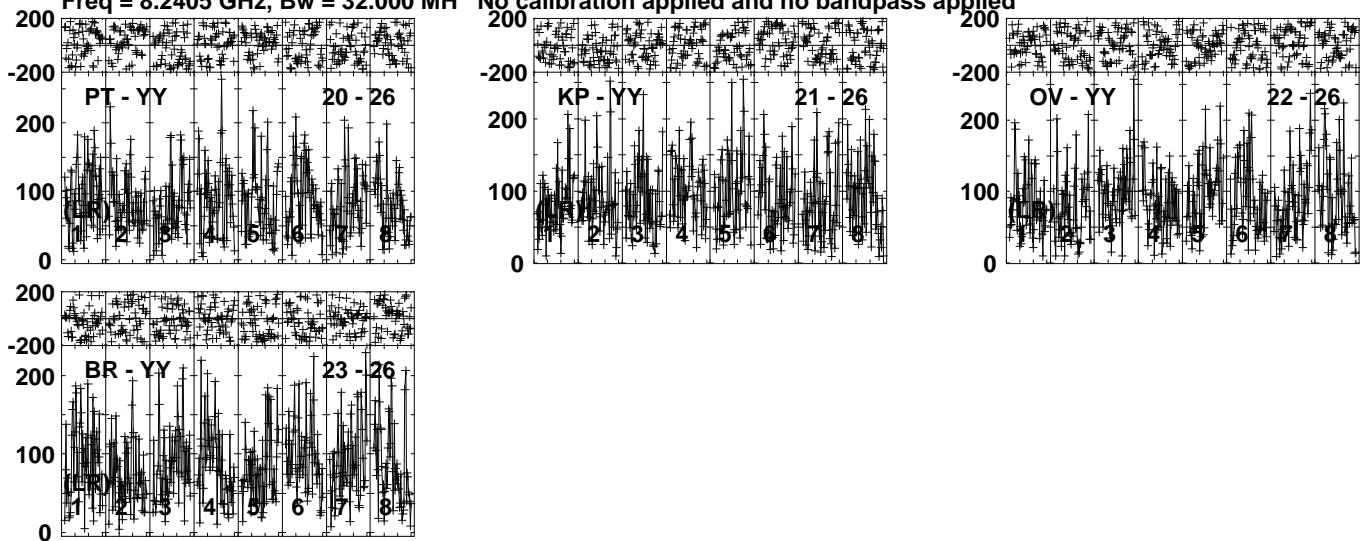 Freq = 8.2405 GHz, Bw = 32.000 MH No calibration applied and no bandpass applied
200
-200
PT - YY 20 - 26
200
100
(LR)
1 2 3 4 5 6 7 8
0
200
-200
KP - YY 21 - 26
200
100
(LR)
1 2 3 4 5 6 7 8
0
200
-200
OV - YY 22 - 26
200
100
(LR)
1 2 3 4 5 6 7 8
0
200
-200
BR - YY 23 - 26
200
100
(LR)
1 2 3 4 5 6 7 8
0